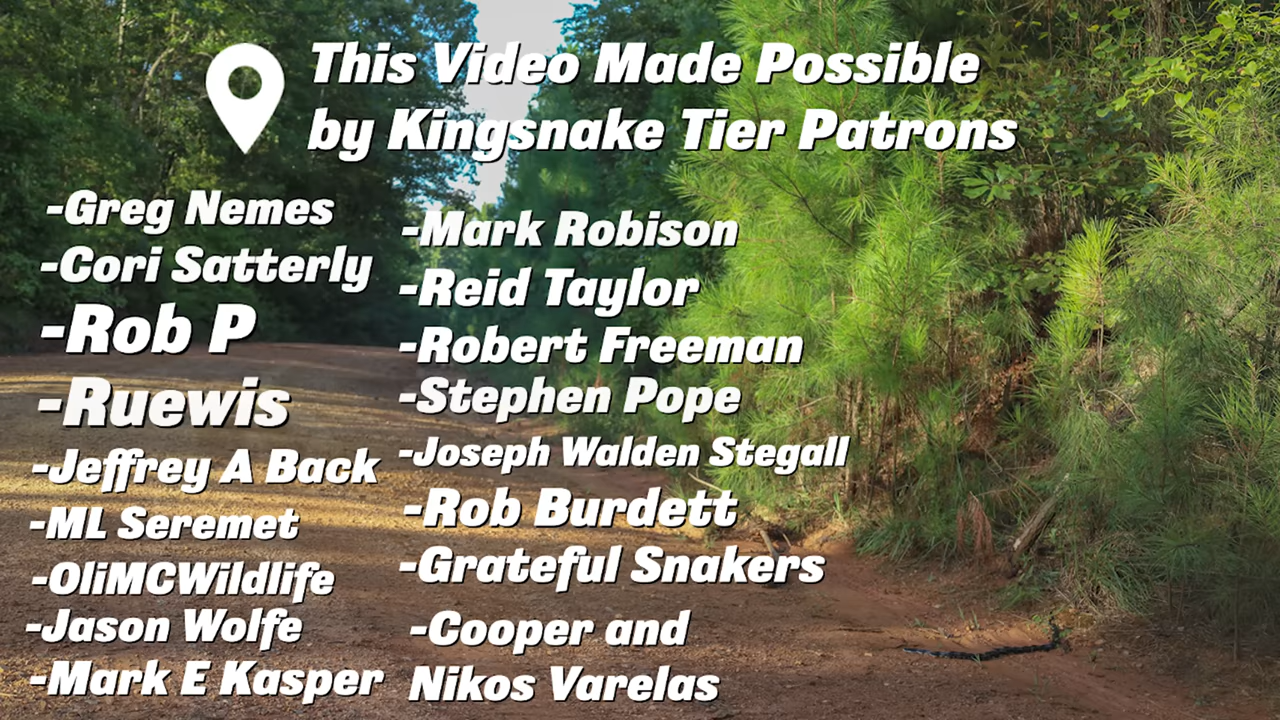 This Video Made Possible
by Kingsnake Tier Patrons
-Greg Nemes
-Cori Satterly
-Rob P
-Ruewis
-Jeffrey A Back
-ML Seremet
-OliMCWildlife
-Jason Wolfe
-Mark E Kasper
-Mark Robison
-Reid Taylor
-Robert Freeman
-Stephen Pope
-Joseph Walden Stegall
-Rob Burdett
-Grateful Snakers
-Cooper and
Nikos Varelas